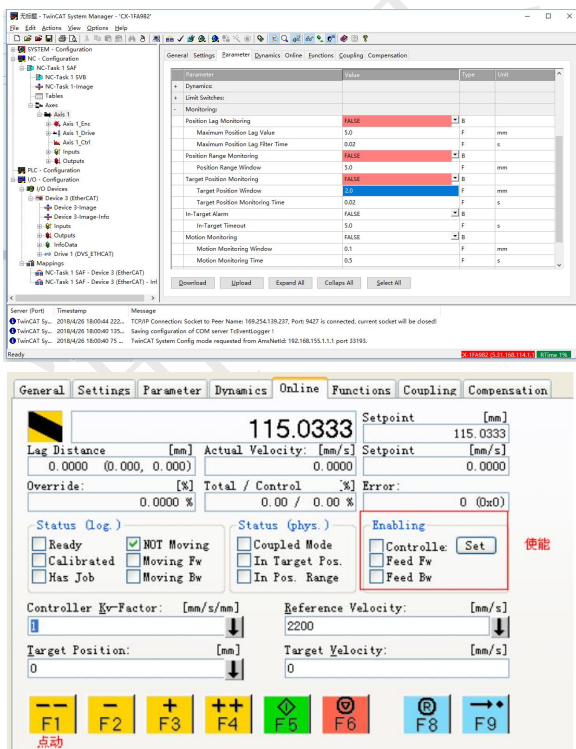 无标题 - TwinCAT System Manager - 'CX-1FA982'
File Edit Actions View Options Help
SYSTEM - Configuration
NC - Configuration
NC-Task 1 SAF
NC-Task 1 SVB
NC-Task 1-Image
Tables
Axes
Axis 1
Axis 1_Enc
Axis 1_Drive
Axis 1_Ctrl
Inputs
Outputs
PLC - Configuration
I/O - Configuration
I/O Devices
Device 3 (EtherCAT)
Device 3-Image
Device 3-Image-Info
Inputs
Outputs
InfoData
Drive 1 (DVS_ETHCAT)
Mappings
NC-Task 1 SAF - Device 3 (EtherCAT)
NC-Task 1 SAF - Device 3 (EtherCAT) - Inf
General Settings Parameter Dynamics Online Functions Coupling Compensation
Parameter Value Type Unit
+ Dynamics:
+ Limit Switches:
- Monitoring:
Position Lag Monitoring FALSE B
Maximum Position Lag Value 5.0 F mm
Maximum Position Lag Filter Time 0.02 F s
Position Range Monitoring FALSE B
Position Range Window 5.0 F mm
Target Position Monitoring FALSE B
Target Position Window 2.0 F mm
Target Position Monitoring Time 0.02 F s
In-Target Alarm FALSE B
In-Target Timeout 5.0 F s
Motion Monitoring FALSE B
Motion Monitoring Window 0.1 F mm
Motion Monitoring Time 0.5 F s
Download Upload Expand All Collaps All Select All
Server (Port) Timestamp Message
TwinCAT Sy... 2018/4/26 18:00:44 222... TCP/IP Connection: Socket to Peer Name: 169.254.139.237, Port: 9427 is connected, current socket will be closed!
TwinCAT Sy... 2018/4/26 18:00:40 135... Saving configuration of COM server TcEventLogger !
TwinCAT Sy... 2018/4/26 18:00:40 75 ... TwinCAT System Config mode requested from AmsNetId: 192.168.155.1.1.1 port 33193.
Ready CX-1FA982 (5.31.168.114.1.1) RTime 1%
General Settings Parameter Dynamics Online Functions Coupling Compensation
115.0333
Setpoint [mm]
115.0333
Lag Distance [mm] Actual Velocity: [mm/s] Setpoint [mm/s]
0.0000 (0.000, 0.000) 0.0000 0.0000
Override: [%] Total / Control [%] Error:
0.0000 % 0.00 / 0.00 % 0 (0x0)
Status (log.) Status (phys.) Enabling
Ready NOT Moving Coupled Mode Controlle: Set 使能
Calibrated Moving Fw In Target Pos. Feed Fw
Has Job Moving Bw In Pos. Range Feed Bw
Controller Kv-Factor: [mm/s/mm] Reference Velocity: [mm/s]
1 2200
Target Position: [mm] Target Velocity: [mm/s]
0 0
-- - + ++
F1 F2 F3 F4 F5 F6 F8 F9
点动